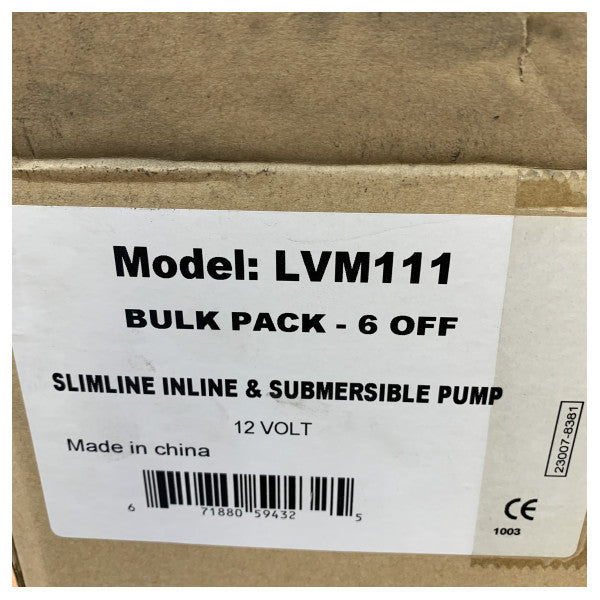 Model: LVM111
BULK PACK - 6 OFF
SLIMLINE INLINE & SUBMERSIBLE PUMP
12 VOLT
Made in china
6 71880 59432 5
23007-8381
CE
1003